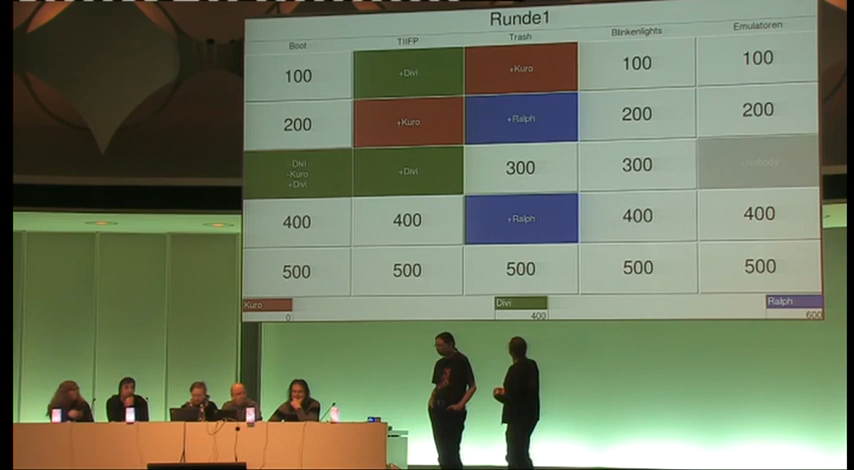 Runde1
Boot TIIFP Trash Blinkenlights Emulatoren
100 +Divi +Kuro 100 100
200 +Kuro +Ralph 200 200
-Divi
-Kuro
+Divi
+Divi 300 300 +Nobody
400 400 +Ralph 400 400
500 500 500 500 500
Kuro Divi Ralph
0 400 600